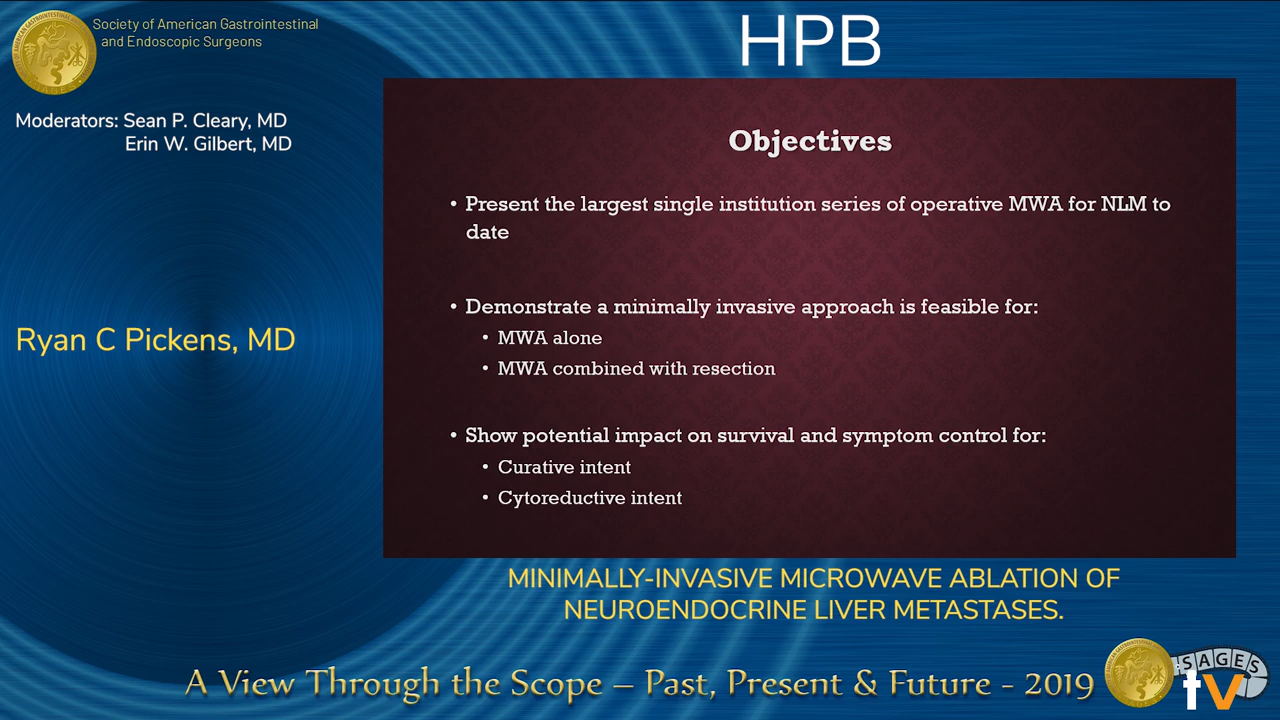 Society of American Gastrointestinal
and Endoscopic Surgeons
HPB
Moderators: Sean P. Cleary, MD
Erin W. Gilbert, MD
Ryan C Pickens, MD
Objectives
• Present the largest single institution series of operative MWA for NLM to
date
• Demonstrate a minimally invasive approach is feasible for:
• MWA alone
• MWA combined with resection
• Show potential impact on survival and symptom control for:
• Curative intent
• Cytoreductive intent
MINIMALLY-INVASIVE MICROWAVE ABLATION OF
NEUROENDOCRINE LIVER METASTASES.
A View Through the Scope – Past, Present & Future - 2019
SAGES
tv